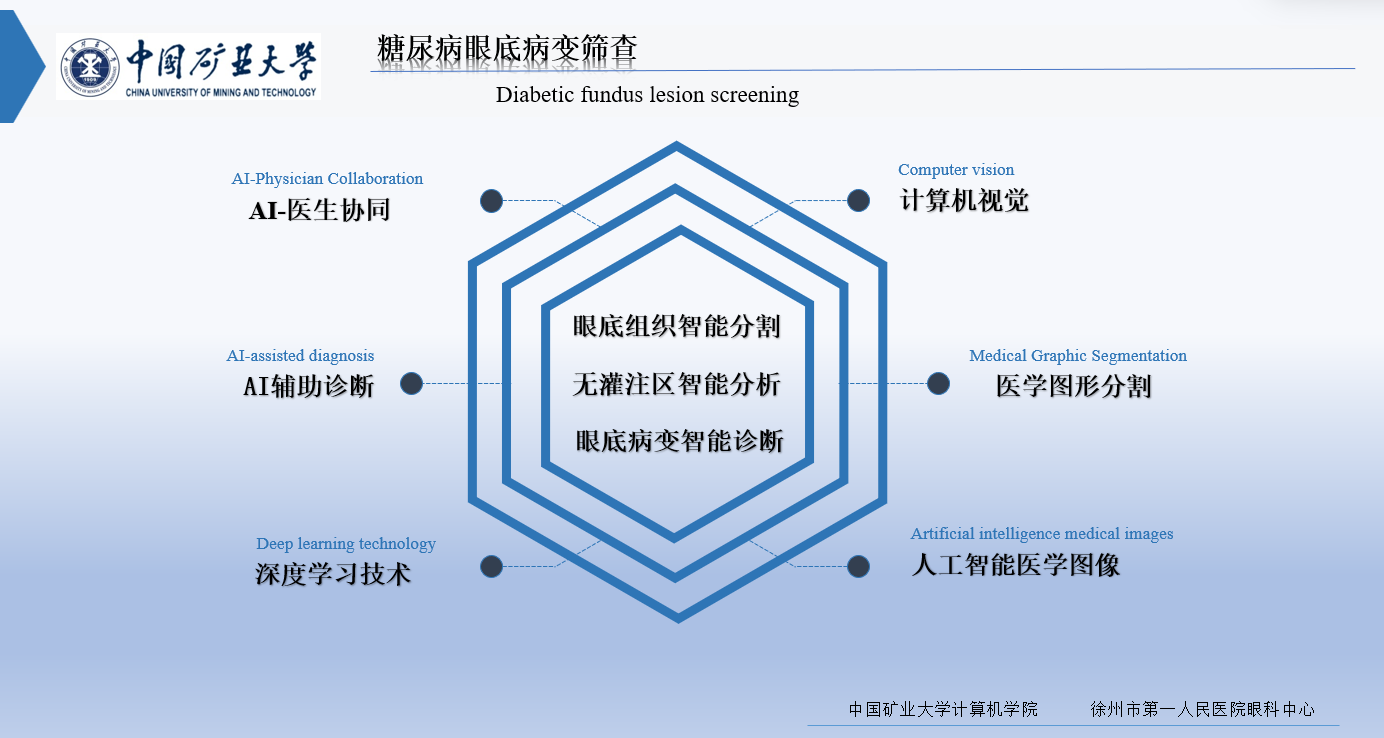 中国矿业大学
CHINA UNIVERSITY OF MINING AND TECHNOLOGY
1909
糖尿病眼底病变筛查
Diabetic fundus lesion screening
AI-Physician Collaboration
AI-医生协同
Computer vision
计算机视觉
眼底组织智能分割
无灌注区智能分析
眼底病变智能诊断
AI-assisted diagnosis
AI辅助诊断
Medical Graphic Segmentation
医学图形分割
Deep learning technology
深度学习技术
Artificial intelligence medical images
人工智能医学图像
中国矿业大学计算机学院
徐州市第一人民医院眼科中心